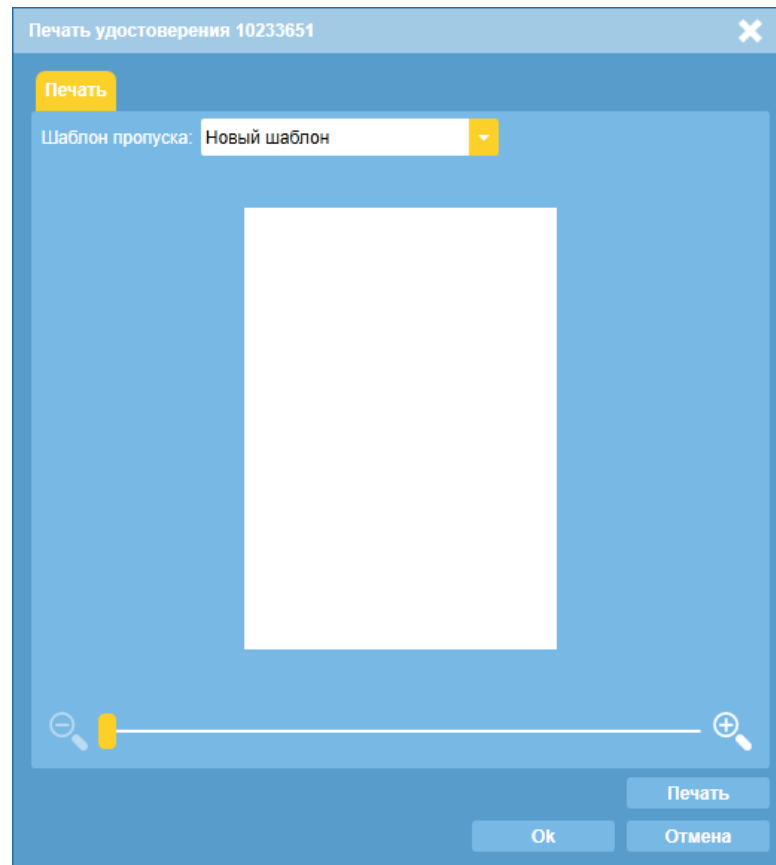 Печать удостоверения 10233651
Печать
Шаблон пропуска: Новый шаблон
Печать
Ok Отмена